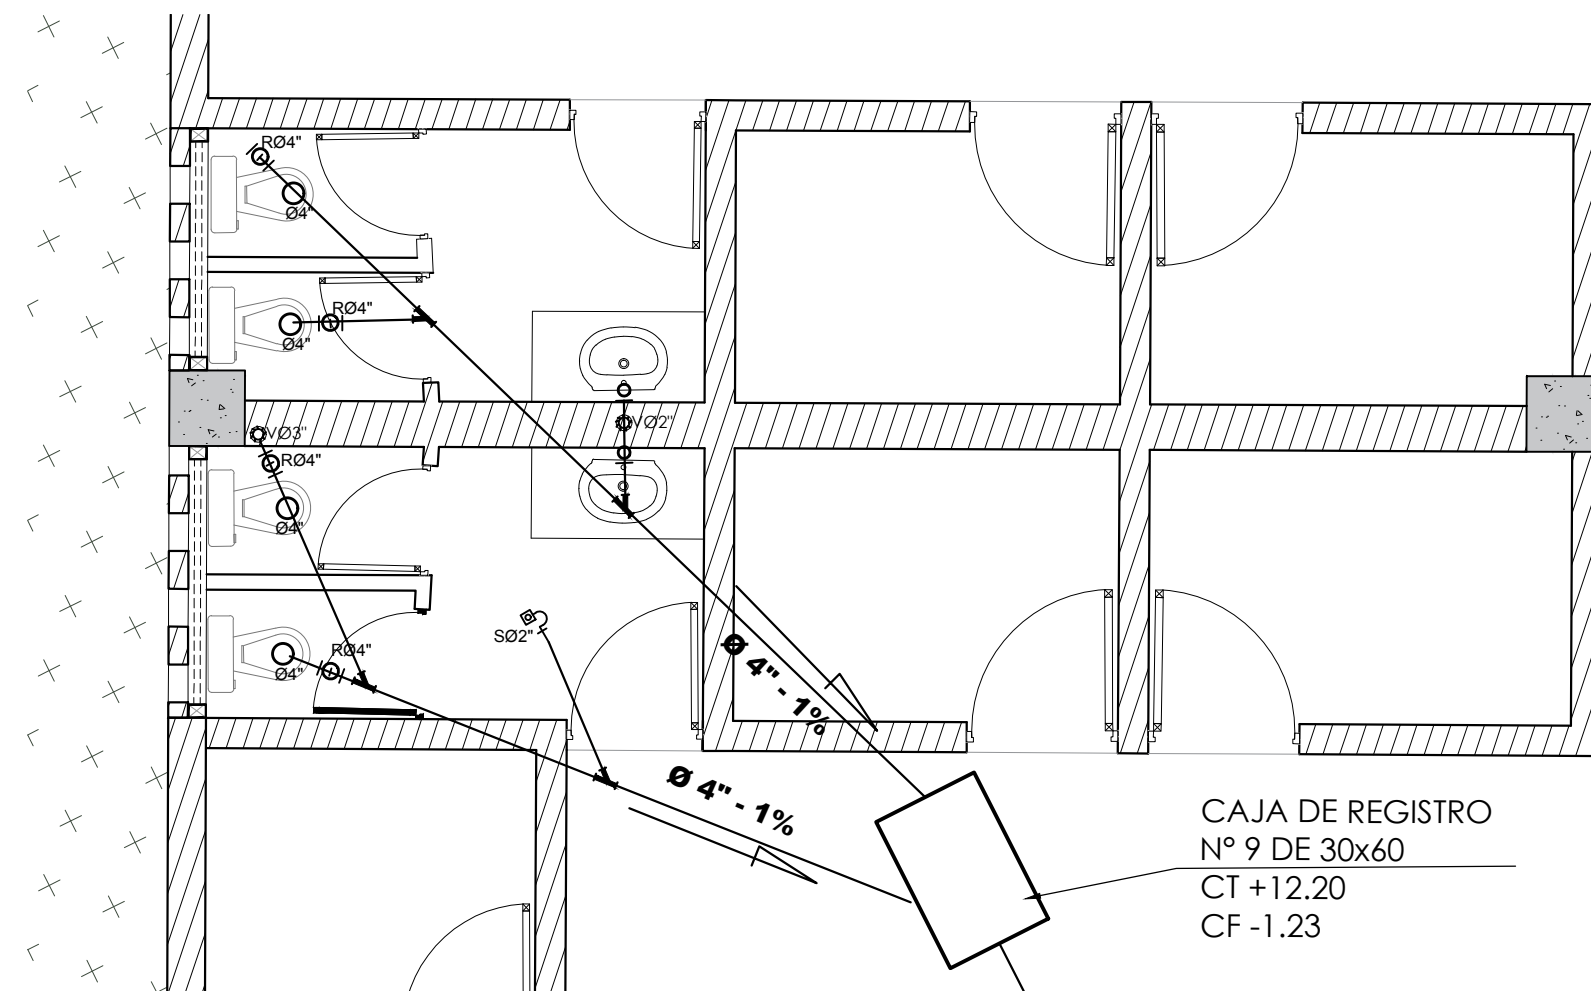 RØ4"
Ø4"
RØ4"
Ø4"
VØ2"
VØ3"
RØ4"
Ø4"
SØ2"
RØ4"
Ø4"
Ø 4" - 1%
Ø 4" - 1%
CAJA DE REGISTRO
N° 9 DE 30x60
CT +12.20
CF -1.23